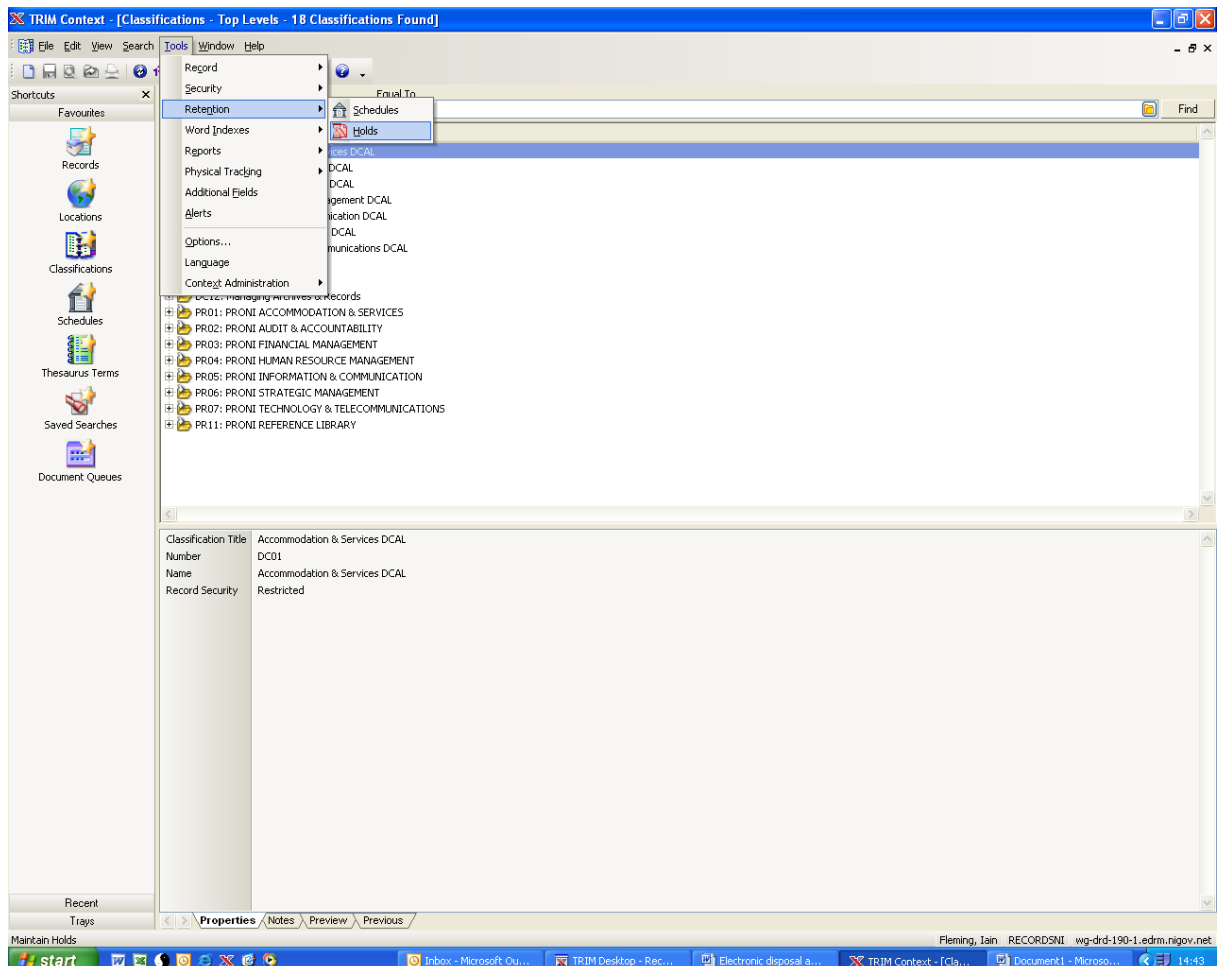 TRIM Context - [Classifications - Top Levels - 18 Classifications Found]
File Edit View Search Tools Window Help
Shortcuts
Favourites
Records
Locations
Classifications
Schedules
Thesaurus Terms
Saved Searches
Document Queues
Recent
Trays
Record
Security
Retention
Word Indexes
Reports
Physical Tracking
Additional Fields
Alerts
Options...
Language
Context Administration
Schedules
Holds
Equal To
Find
vices DCAL
DCAL
DCAL
agement DCAL
ication DCAL
DCAL
munications DCAL
DC12: Managing Archives & Records
PR01: PRONI ACCOMMODATION & SERVICES
PR02: PRONI AUDIT & ACCOUNTABILITY
PR03: PRONI FINANCIAL MANAGEMENT
PR04: PRONI HUMAN RESOURCE MANAGEMENT
PR05: PRONI INFORMATION & COMMUNICATION
PR06: PRONI STRATEGIC MANAGEMENT
PR07: PRONI TECHNOLOGY & TELECOMMUNICATIONS
PR11: PRONI REFERENCE LIBRARY
Classification Title Accommodation & Services DCAL
Number DC01
Name Accommodation & Services DCAL
Record Security Restricted
Properties Notes Preview Previous
Maintain Holds
Fleming, Iain RECORDSNI wg-drd-190-1.edrm.nigov.net
start
Inbox - Microsoft Ou...
TRIM Desktop - Rec...
Electronic disposal a...
TRIM Context - [Cla...
Document1 - Microso...
14:43